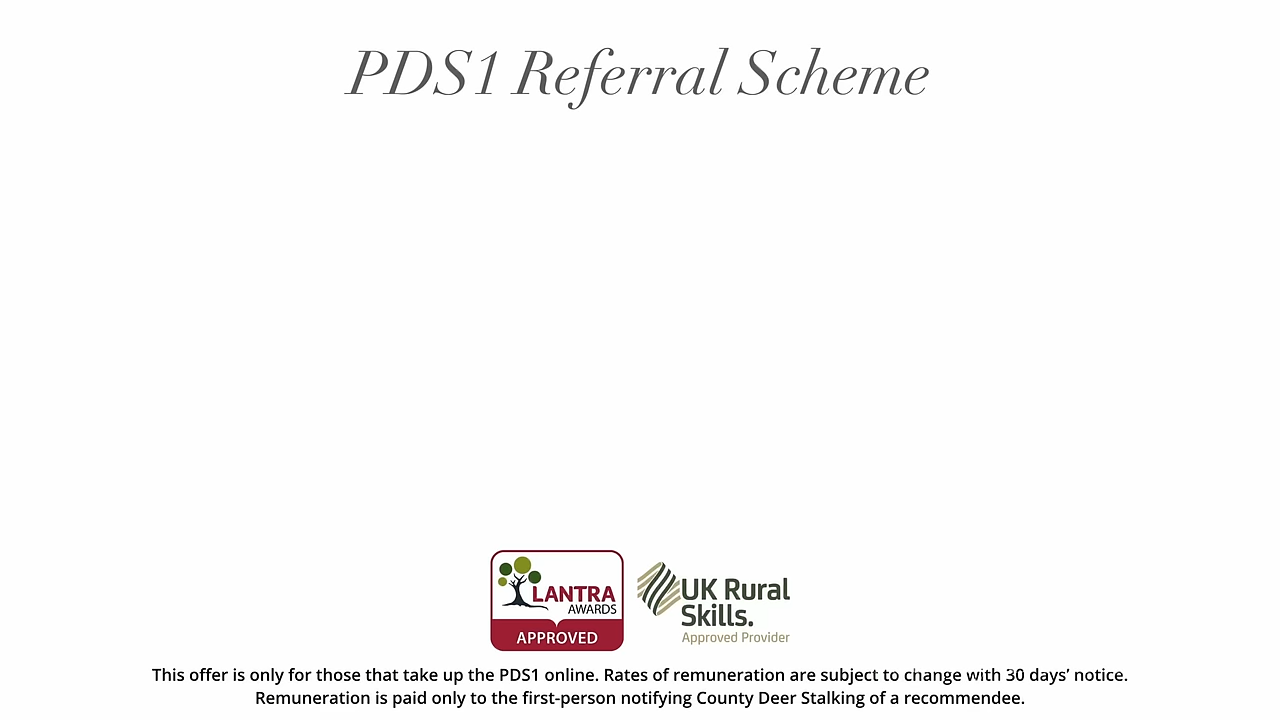 PDS1 Referral Scheme
LANTRA
AWARDS
APPROVED
UK Rural
Skills.
Approved Provider
This offer is only for those that take up the PDS1 online. Rates of remuneration are subject to change with 30 days’ notice.
Remuneration is paid only to the first-person notifying County Deer Stalking of a recommendee.